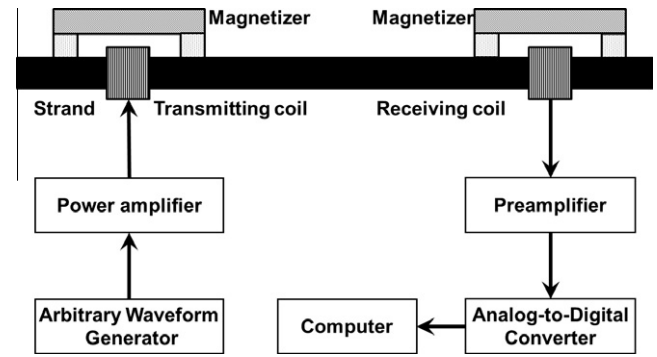 Magnetizer
Magnetizer
Strand
Transmitting coil
Receiving coil
Power amplifier
Preamplifier
Arbitrary Waveform
Generator
Computer
Analog-to-Digital
Converter